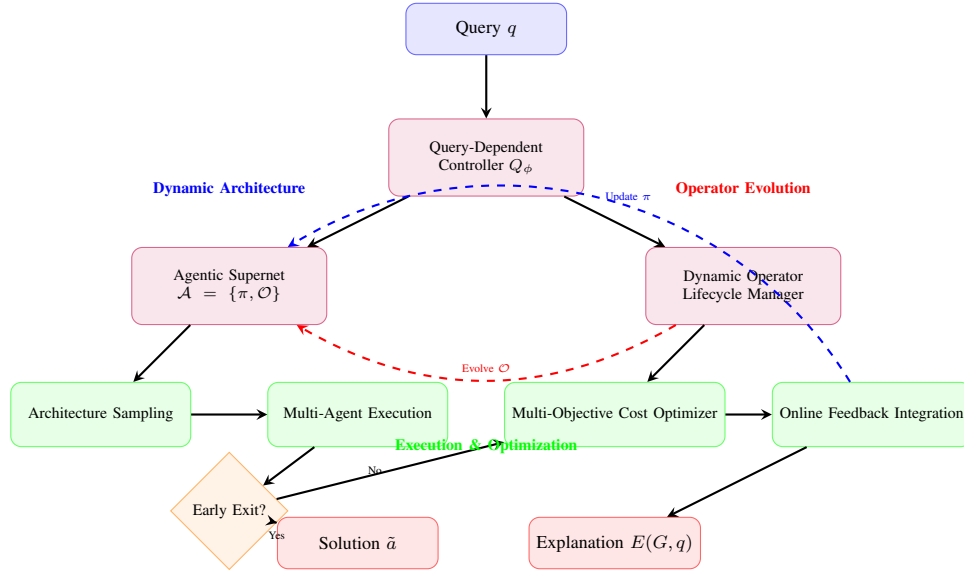 Query q
Query-Dependent
Controller Q_ϕ
Dynamic Architecture
Operator Evolution
Update π
Agentic Supernet
𝒜 = {π, 𝒪}
Dynamic Operator
Lifecycle Manager
Evolve 𝒪
Architecture Sampling
Multi-Agent Execution
Multi-Objective Cost Optimizer
Online Feedback Integration
Execution & Optimization
No
Early Exit?
Yes
Solution ã
Explanation E(G, q)